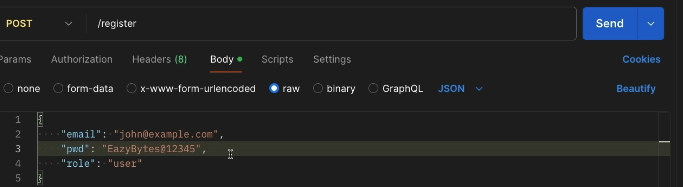 POST /register Send
Params Authorization Headers (8) Body Scripts Settings Cookies
none form-data x-www-form-urlencoded raw binary GraphQL JSON Beautify
1 {
2 ····"email":·"john@example.com",
3 ····"pwd":·"EazyBytes@12345",
4 ····"role":·"user"
5 }